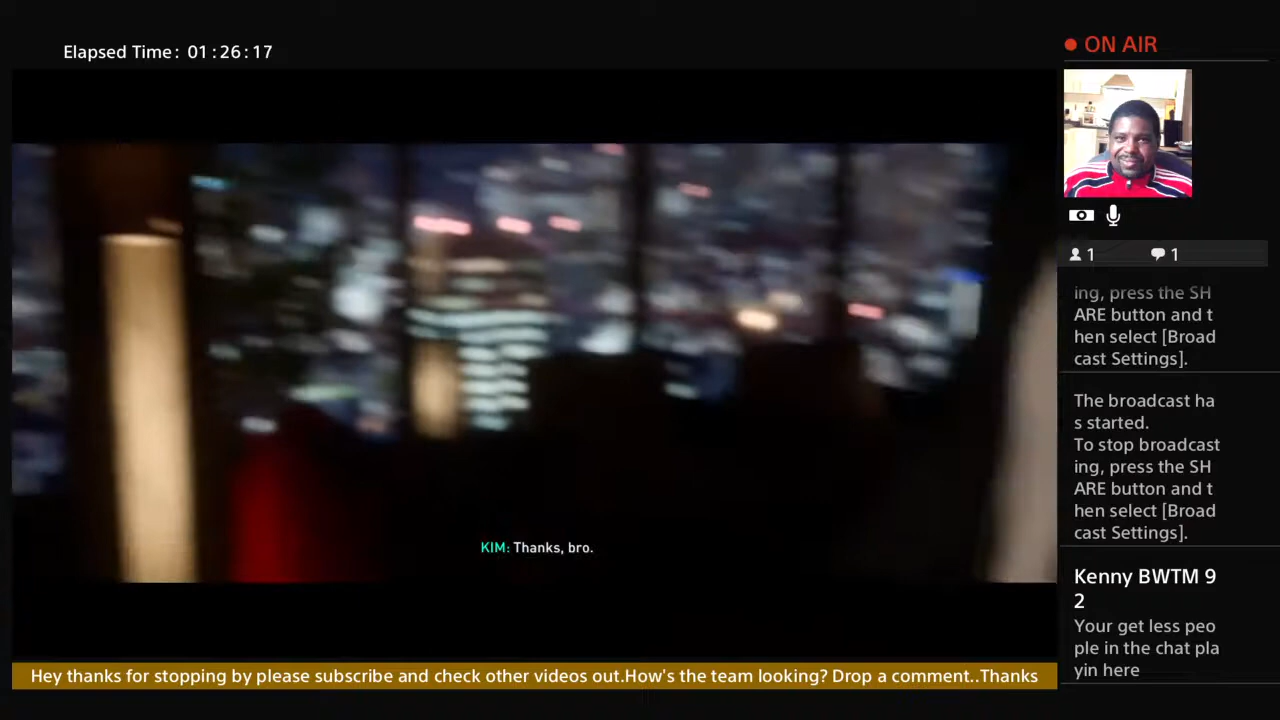 Elapsed Time: 01:26:17
ON AIR
1
1
ing, press the SH
ARE button and t
hen select [Broad
cast Settings].
The broadcast ha
s started.
To stop broadcast
ing, press the SH
ARE button and t
hen select [Broad
cast Settings].
Kenny BWTM 9
2
Your get less peo
ple in the chat pla
yin here
KIM: Thanks, bro.
Hey thanks for stopping by please subscribe and check other videos out.How's the team looking? Drop a comment..Thanks